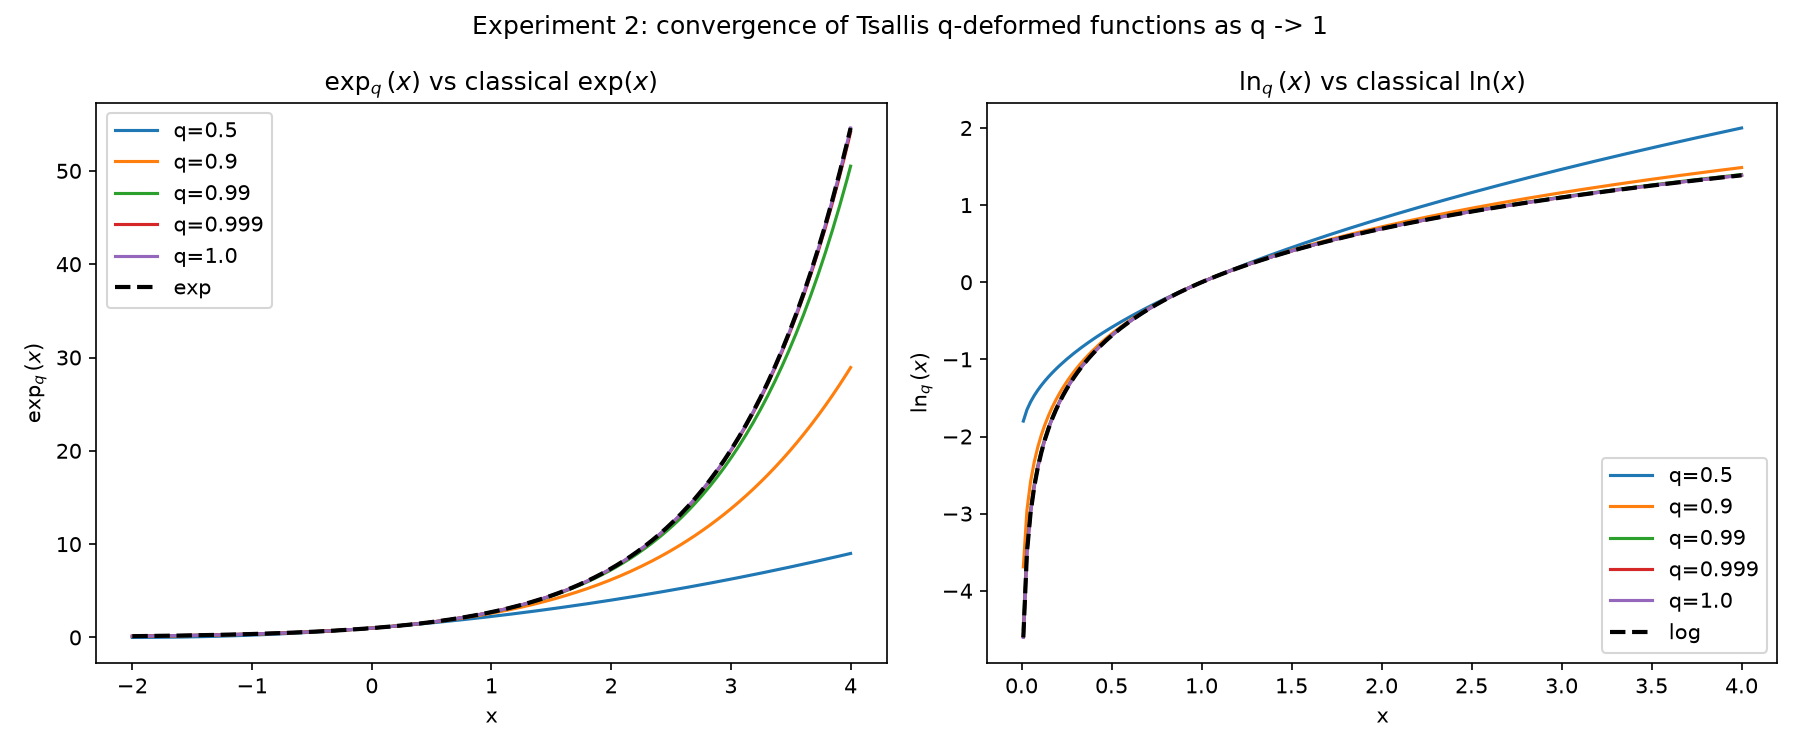 Experiment 2: convergence of Tsallis q-deformed functions as q -> 1
exp_q(x) vs classical exp(x)
50
40
30
20
10
0
exp_q(x)
q=0.5
q=0.9
q=0.99
q=0.999
q=1.0
exp
−2 −1 0 1 2 3 4
x
ln_q(x) vs classical ln(x)
2
1
0
−1
−2
−3
−4
ln_q(x)
q=0.5
q=0.9
q=0.99
q=0.999
q=1.0
log
0.0 0.5 1.0 1.5 2.0 2.5 3.0 3.5 4.0
x